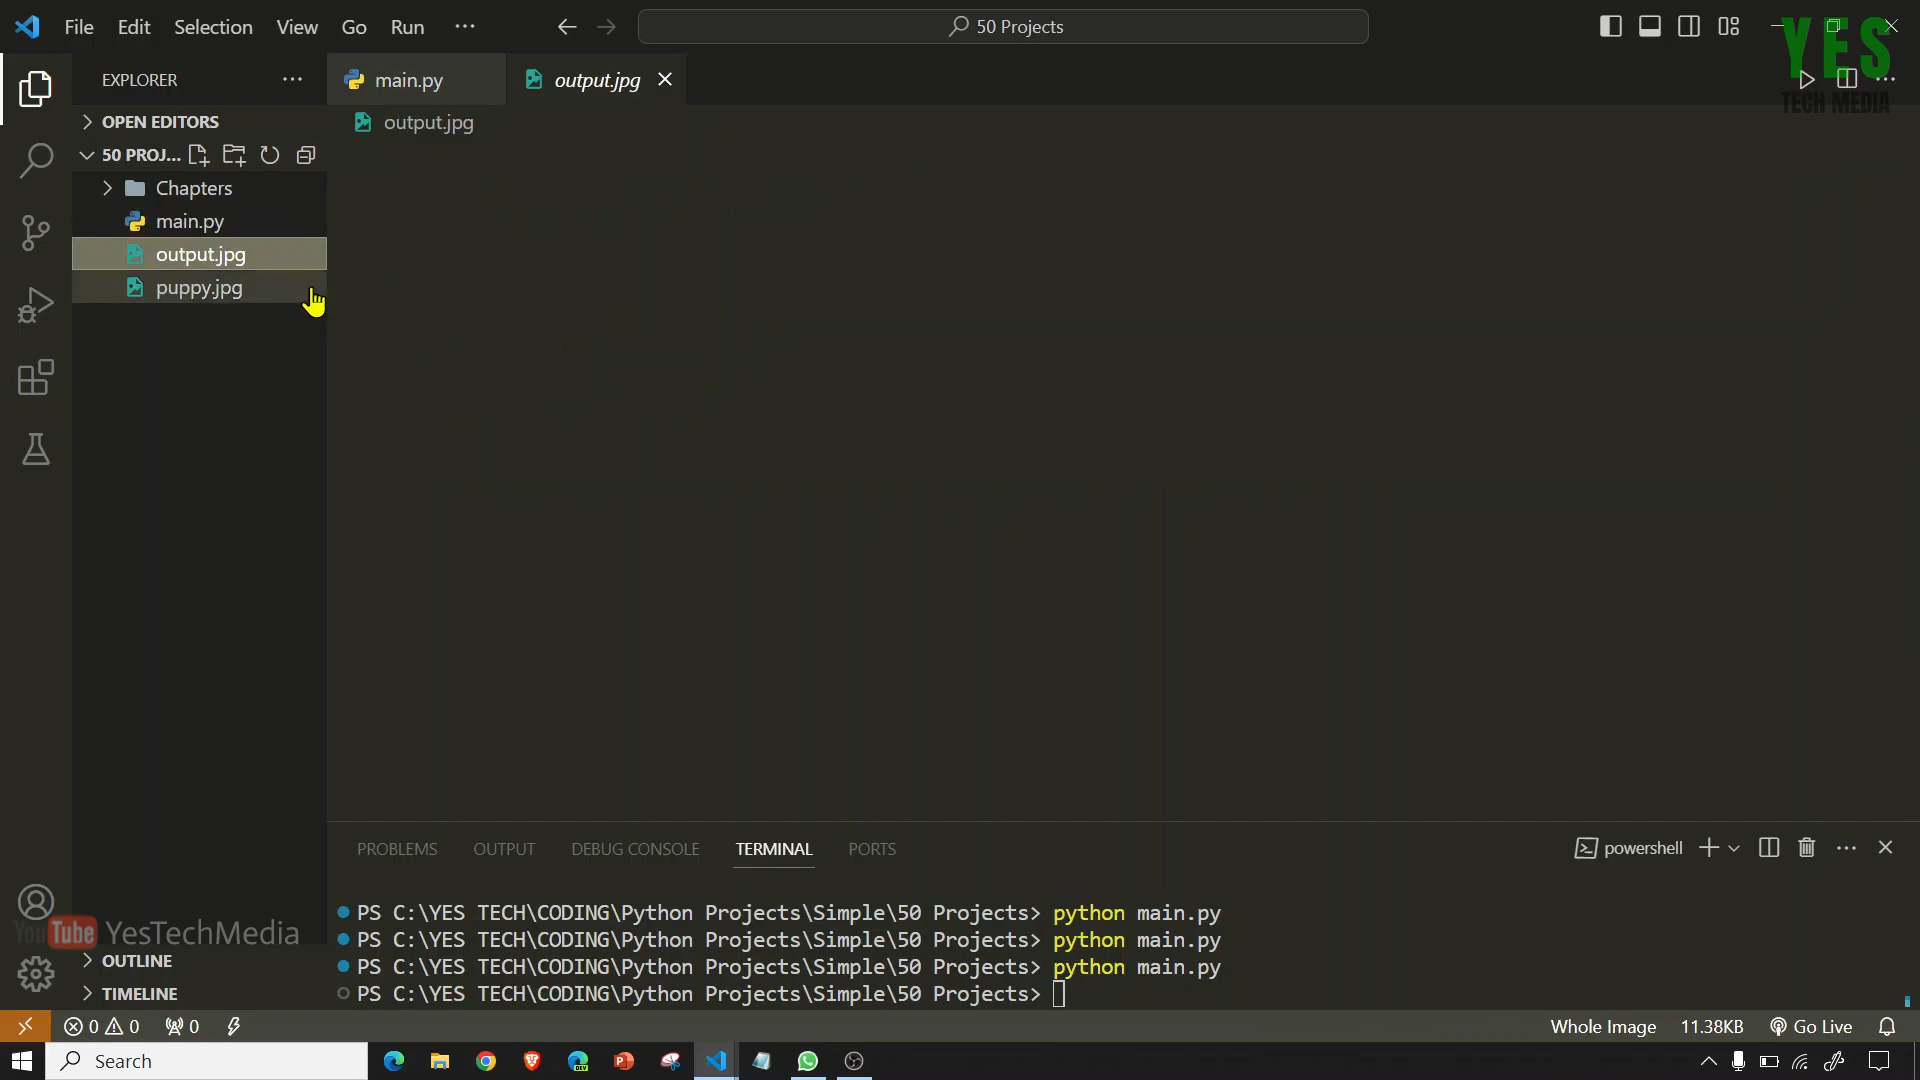 File Edit Selection View Go Run ··· 50 Projects
YES
TECH MEDIA
EXPLORER ···
main.py output.jpg
OPEN EDITORS
output.jpg
50 PROJ...
Chapters
main.py
output.jpg
puppy.jpg
PROBLEMS OUTPUT DEBUG CONSOLE TERMINAL PORTS powershell
PS C:\YES TECH\CODING\Python Projects\Simple\50 Projects> python main.py
PS C:\YES TECH\CODING\Python Projects\Simple\50 Projects> python main.py
PS C:\YES TECH\CODING\Python Projects\Simple\50 Projects> python main.py
PS C:\YES TECH\CODING\Python Projects\Simple\50 Projects>
YouTube YesTechMedia
OUTLINE
TIMELINE
0 0 0 Whole Image 11.38KB Go Live
Search